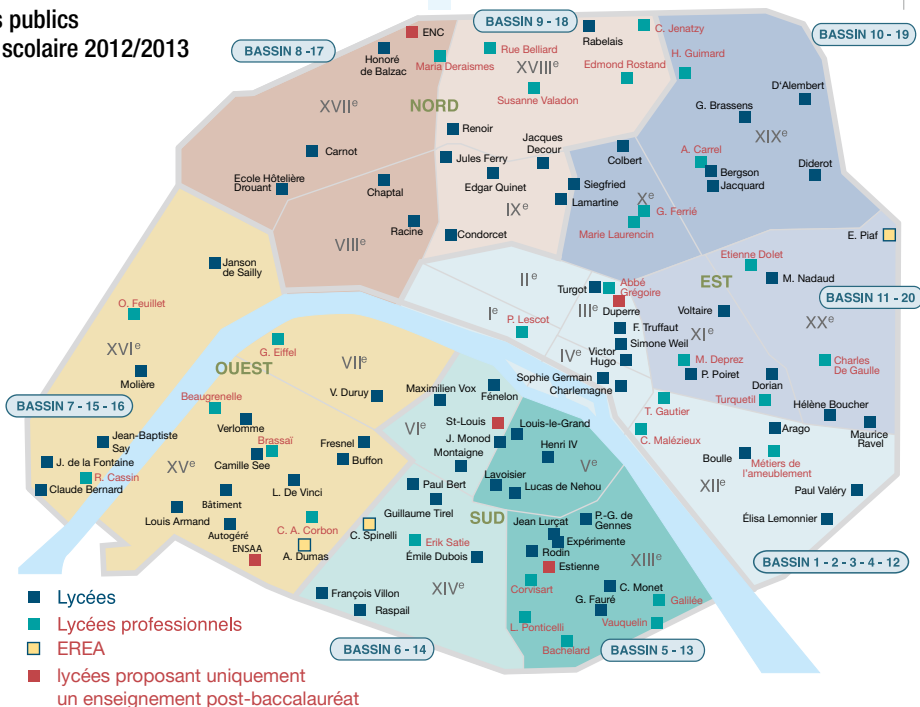 s publics
scolaire 2012/2013
BASSIN 8 -17
BASSIN 9 - 18
BASSIN 10 - 19
ENC
Honoré
de Balzac
Maria Deraismes
Rue Belliard
XVIIIᵉ
Susanne Valadon
Rabelais
C. Jenatzy
Edmond Rostand
H. Guimard
D'Alembert
XVIIᵉ
NORD
G. Brassens
XIXᵉ
Renoir
Jacques
Decour
Carnot
Jules Ferry
Edgar Quinet
Colbert
A. Carrel
Bergson
Jacquard
Diderot
Ecole Hôtelière
Drouant
Chaptal
Siegfried
Lamartine
Xᵉ
G. Ferrié
Marie Laurencin
IXᵉ
Racine
VIIIᵉ
Condorcet
E. Piaf
Janson
de Sailly
Etienne Dolet
M. Nadaud
EST
BASSIN 11 - 20
IIᵉ
Turgot
Abbé
Grégoire
IIIᵉ
Duperre
Voltaire
XXᵉ
XIᵉ
O. Feuillet
Iᵉ
P. Lescot
F. Truffaut
Simone Weil
XVIᵉ
G. Eiffel
VIIᵉ
IVᵉ
Victor
Hugo
M. Deprez
P. Poiret
Dorian
Charles
De Gaulle
OUEST
Molière
Sophie Germain
Charlemagne
BASSIN 7 - 15 - 16
Beaugrenelle
V. Duruy
Maximilien Vox
Fénelon
T. Gautier
Turquetil
Hélène Boucher
Verlomme
St-Louis
Louis-le-Grand
C. Malézieux
Arago
Maurice
Ravel
Jean-Baptiste
Say
Brassaï
Fresnel
VIᵉ
J. Monod
Montaigne
Henri IV
Vᵉ
J. de la Fontaine
XVᵉ
Camille See
Buffon
Boulle
Métiers de
l'ameublement
R. Cassin
Claude Bernard
L. De Vinci
Paul Bert
Lavoisier
Lucas de Nehou
XIIᵉ
Paul Valéry
Bâtiment
Louis Armand
Guillaume Tirel
SUD
Élisa Lemonnier
Autogéré
C. A. Corbon
C. Spinelli
Jean Lurçat
P.-G. de
Gennes
ENSAA
A. Dumas
Erik Satie
Expérimente
Émile Dubois
Rodin
XIIIᵉ
Estienne
BASSIN 1 - 2 - 3 - 4 - 12
XIVᵉ
Corvisart
C. Monet
François Villon
Raspail
G. Fauré
Galilée
L. Ponticelli
Vauquelin
Bachelard
BASSIN 6 - 14
BASSIN 5 - 13
Lycées
Lycées professionnels
EREA
lycées proposant uniquement
un enseignement post-baccalauréat